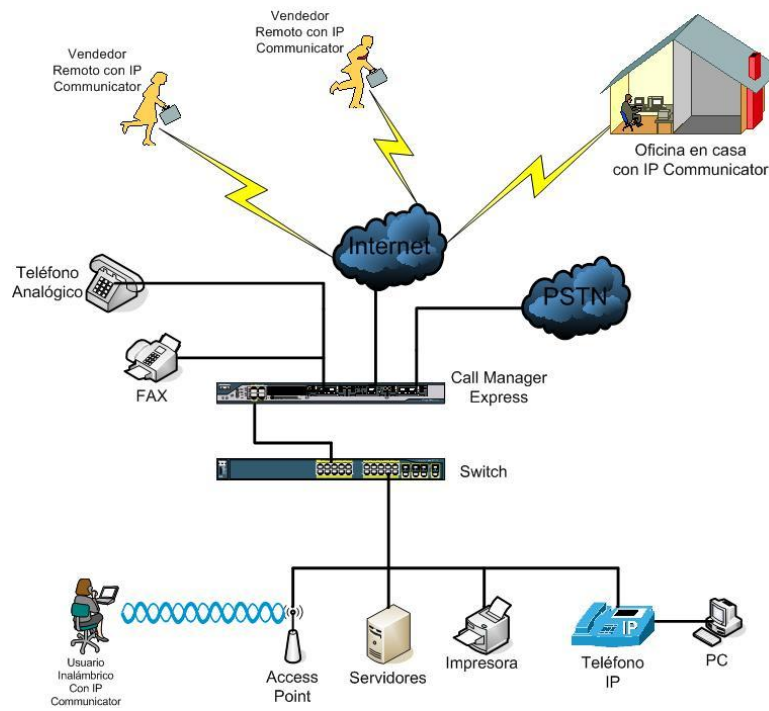 Vendedor
Remoto con IP
Communicator
Vendedor
Remoto con IP
Communicator
Oficina en casa
con IP Communicator
Internet
Teléfono
Analógico
PSTN
FAX
Call Manager
Express
Switch
Usuario
Inalámbrico
Con IP
Communicator
Access
Point
Servidores
Impresora
IP
Teléfono
IP
PC